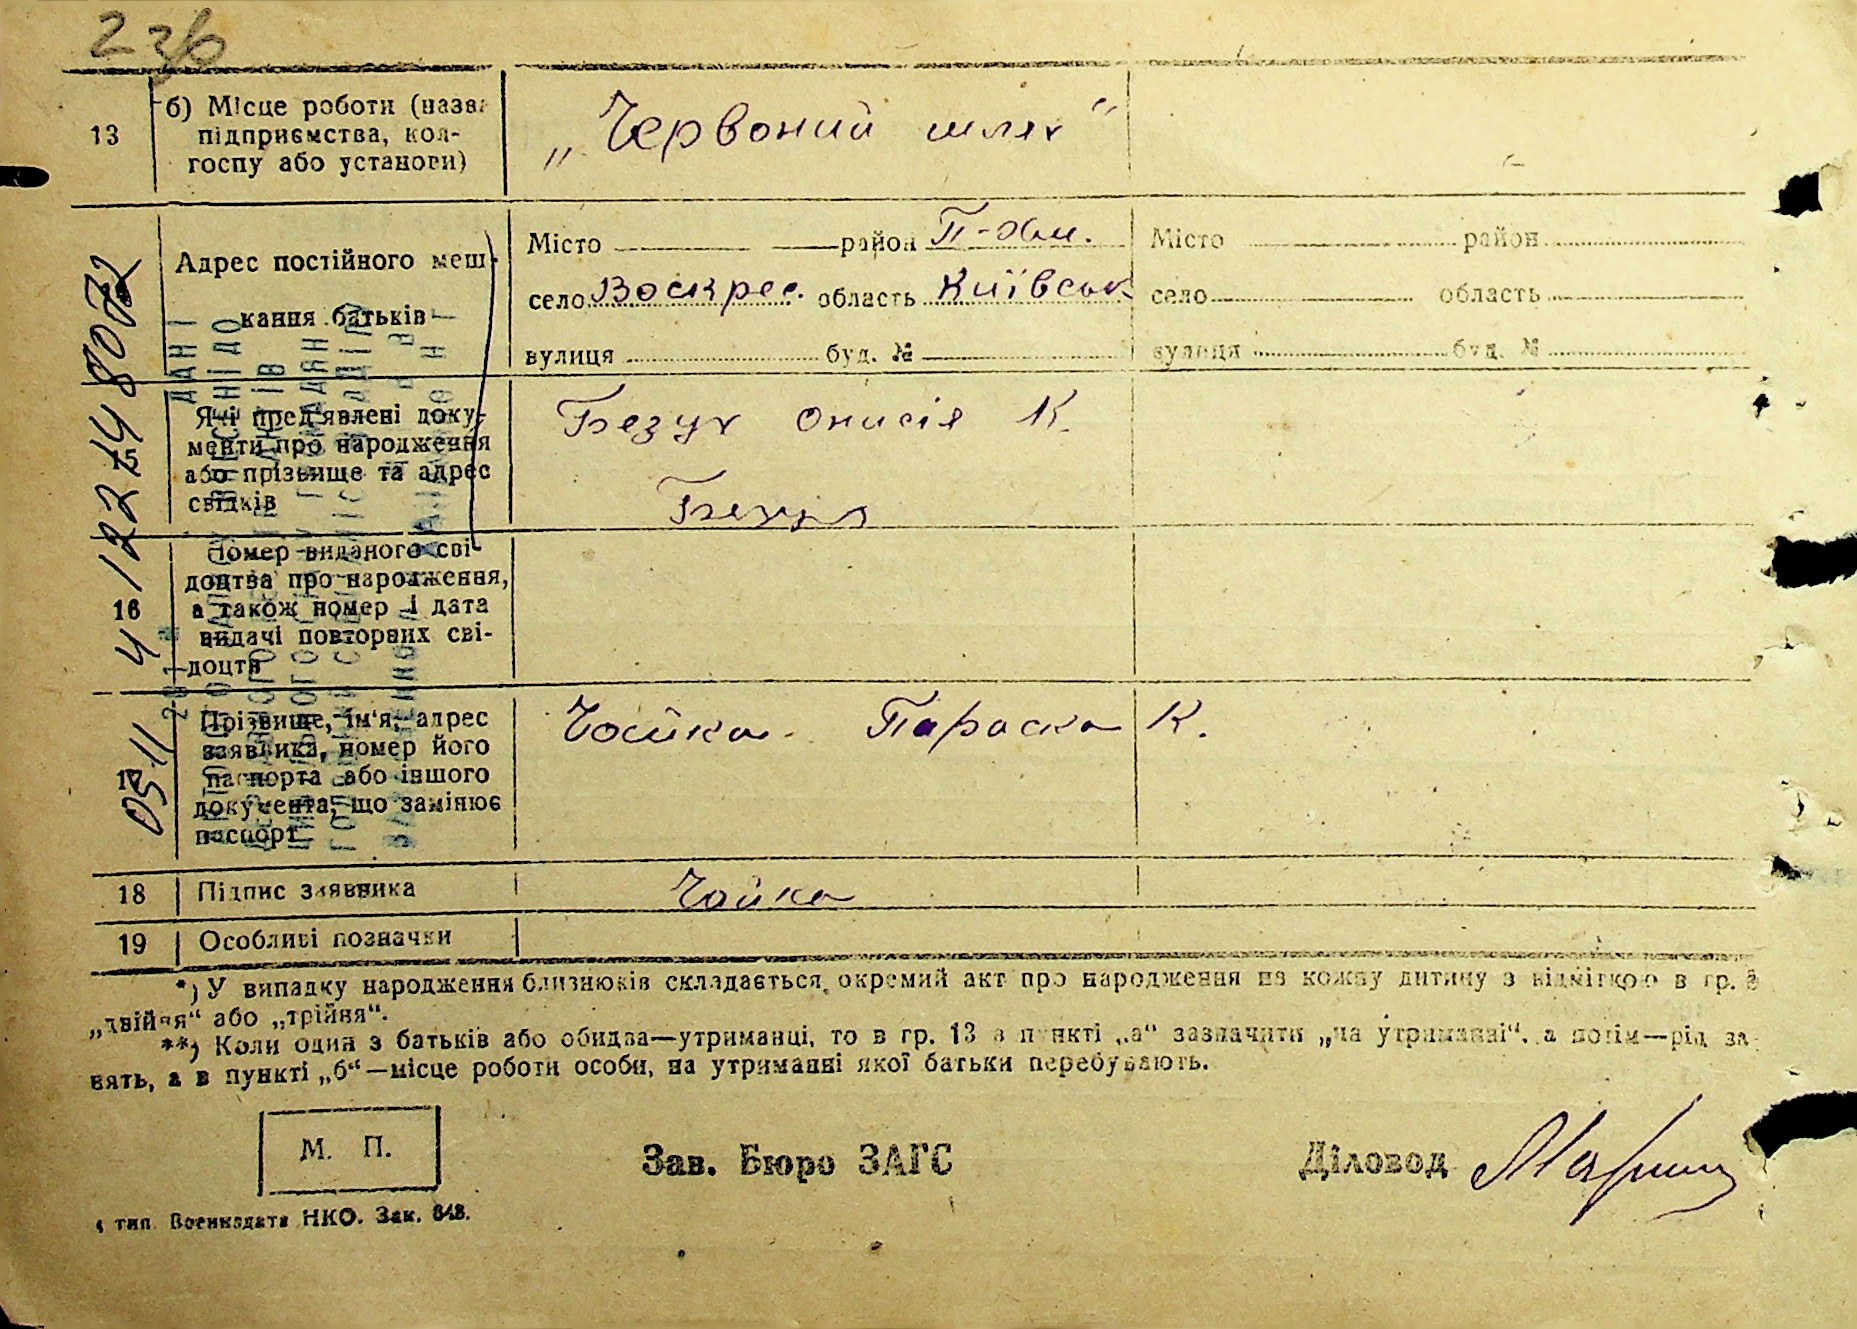 236
13
б) Місце роботи (назва
підприємства, кол-
госпу або установи)
„Червоний шлях"
Адрес постійного меш-
кання батьків
Місто район П-Хм.
село Воскрес. область Київськ
вулиця буд. №
Місто район
село область
вулиця буд. №
15
Які пред'явлені доку-
менти про народження
або прізвище та адрес
свідків
Безух Онисія К.
Безух
16
Номер виданого сві-
доцтва про народження,
а також номер і дата
видачі повторних сві-
доцтв
17
Прізвище, ім'я, адрес
заявника, номер його
паспорта або іншого
документа, що замінює
паспорт
Чайка Параска К.
18
Підпис заявника
Чайка
19
Особливі позначки
*) У випадку народження близнюків складається окремий акт про народження на кожну дитину з відміткою в гр. 3
„двійня“ або „трійня“.
**) Коли один з батьків або обидва—утриманці, то в гр. 13 в пункті „а“ зазначити „на утриманні“, а потім—рід за-
нять, а в пункті „б“—місце роботи особи, на утриманні якої батьки перебувають.
М. П.
Зав. Бюро ЗАГС
Діловод
тип. Воениздата НКО. Зак. 648.